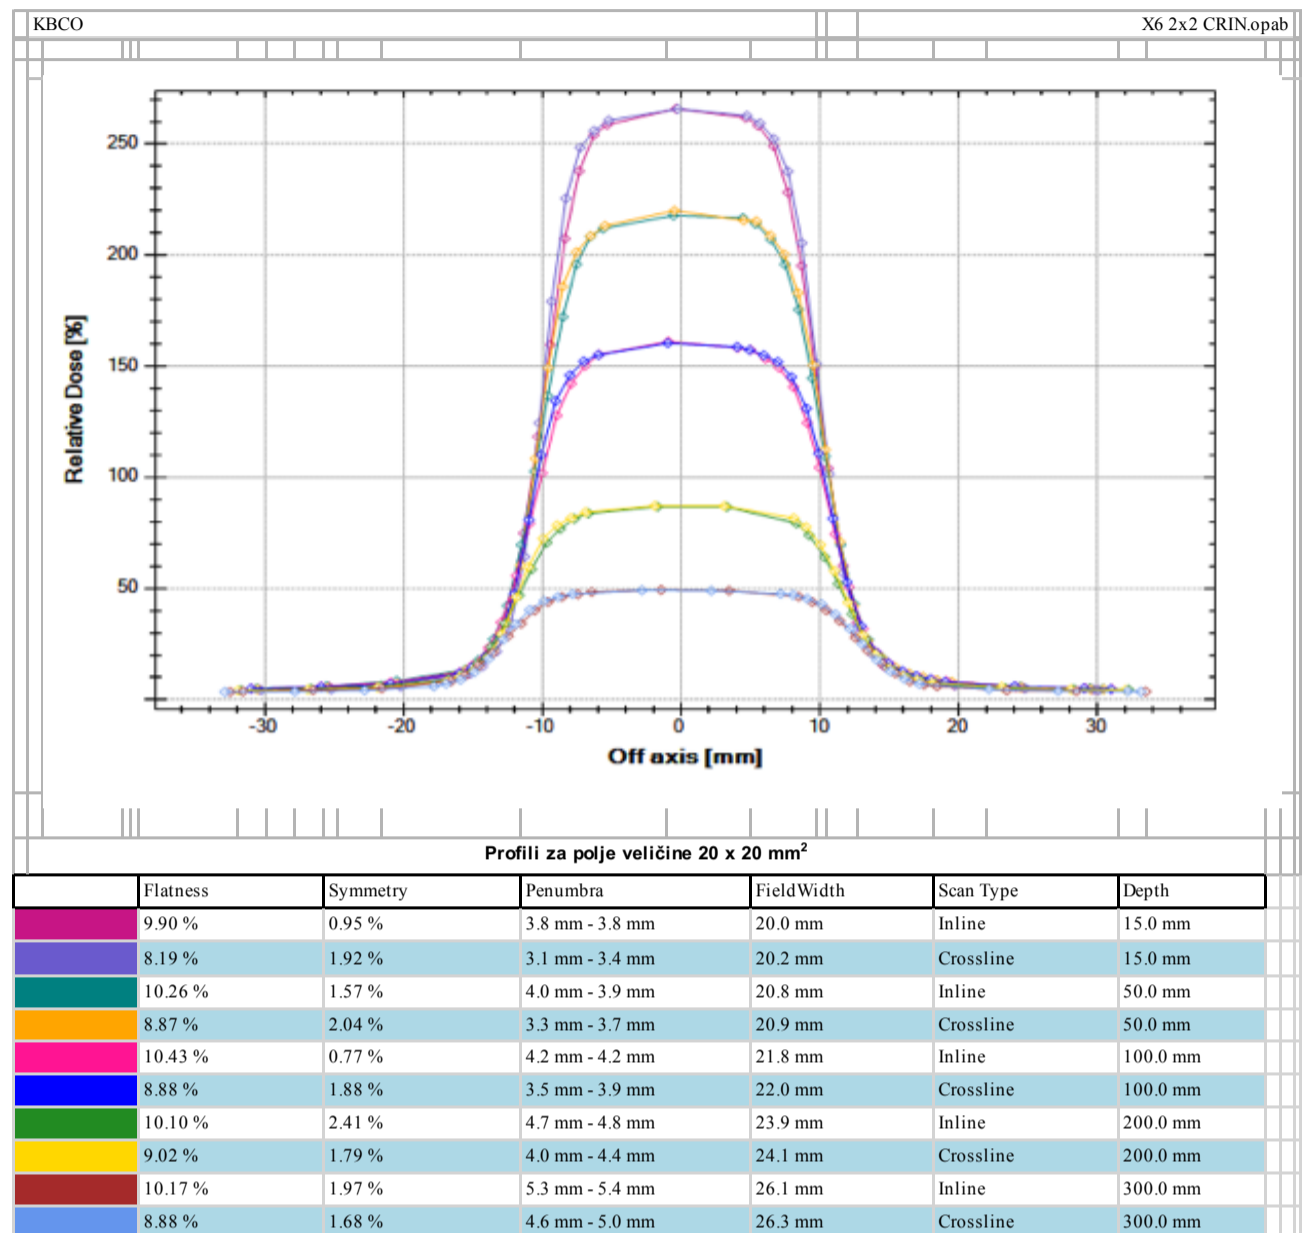 KBCO X6 2x2 CRIN.opab
250
200
150
100
50
Relative Dose [%]
-30 -20 -10 0 10 20 30
Off axis [mm]
Profili za polje veličine 20 x 20 mm²
Flatness Symmetry Penumbra FieldWidth Scan Type Depth
9.90 % 0.95 % 3.8 mm - 3.8 mm 20.0 mm Inline 15.0 mm
8.19 % 1.92 % 3.1 mm - 3.4 mm 20.2 mm Crossline 15.0 mm
10.26 % 1.57 % 4.0 mm - 3.9 mm 20.8 mm Inline 50.0 mm
8.87 % 2.04 % 3.3 mm - 3.7 mm 20.9 mm Crossline 50.0 mm
10.43 % 0.77 % 4.2 mm - 4.2 mm 21.8 mm Inline 100.0 mm
8.88 % 1.88 % 3.5 mm - 3.9 mm 22.0 mm Crossline 100.0 mm
10.10 % 2.41 % 4.7 mm - 4.8 mm 23.9 mm Inline 200.0 mm
9.02 % 1.79 % 4.0 mm - 4.4 mm 24.1 mm Crossline 200.0 mm
10.17 % 1.97 % 5.3 mm - 5.4 mm 26.1 mm Inline 300.0 mm
8.88 % 1.68 % 4.6 mm - 5.0 mm 26.3 mm Crossline 300.0 mm